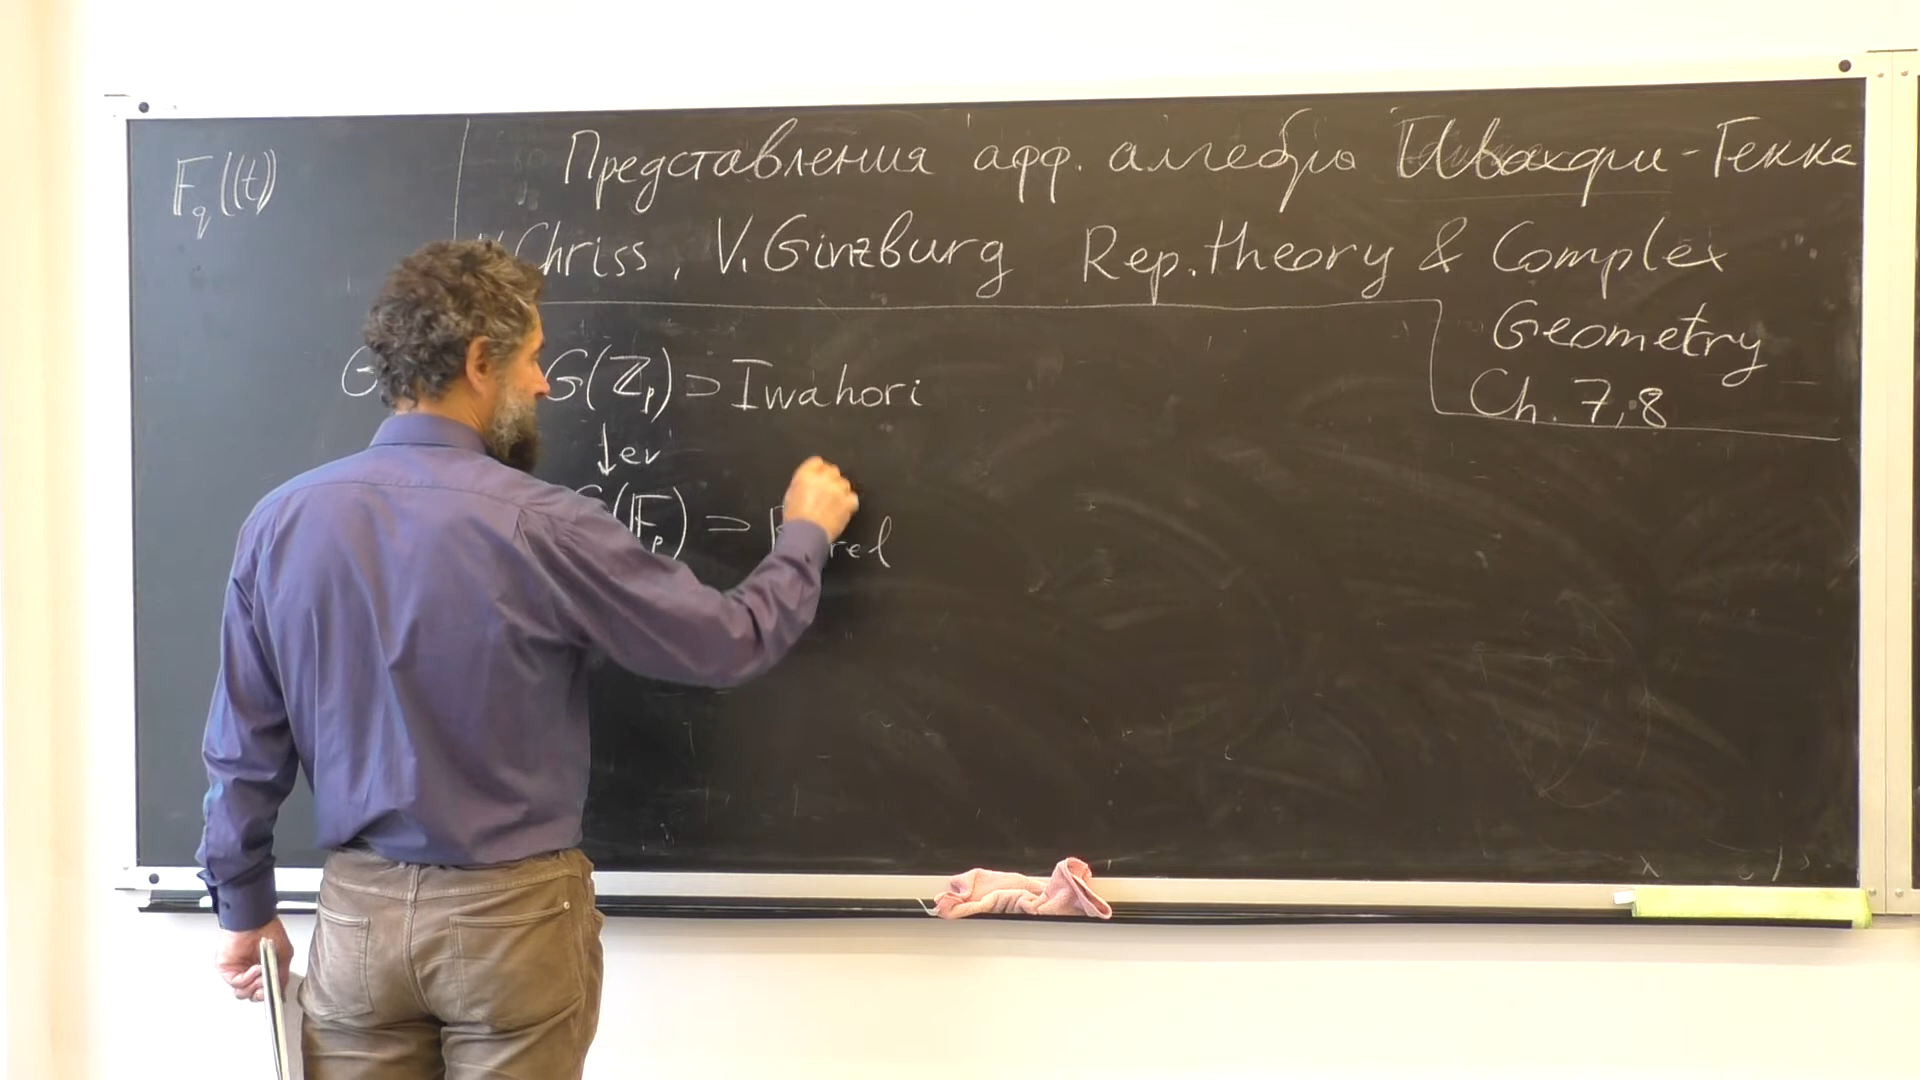 F_q((t))
Представления афф. алгебры Ивахори-Гекке
Chriss, V. Ginzburg Rep. theory & Complex
Geometry
Ch. 7, 8
G(ℤ_p) ⊃ Iwahori
↓ev
(𝔽_p) ⊃